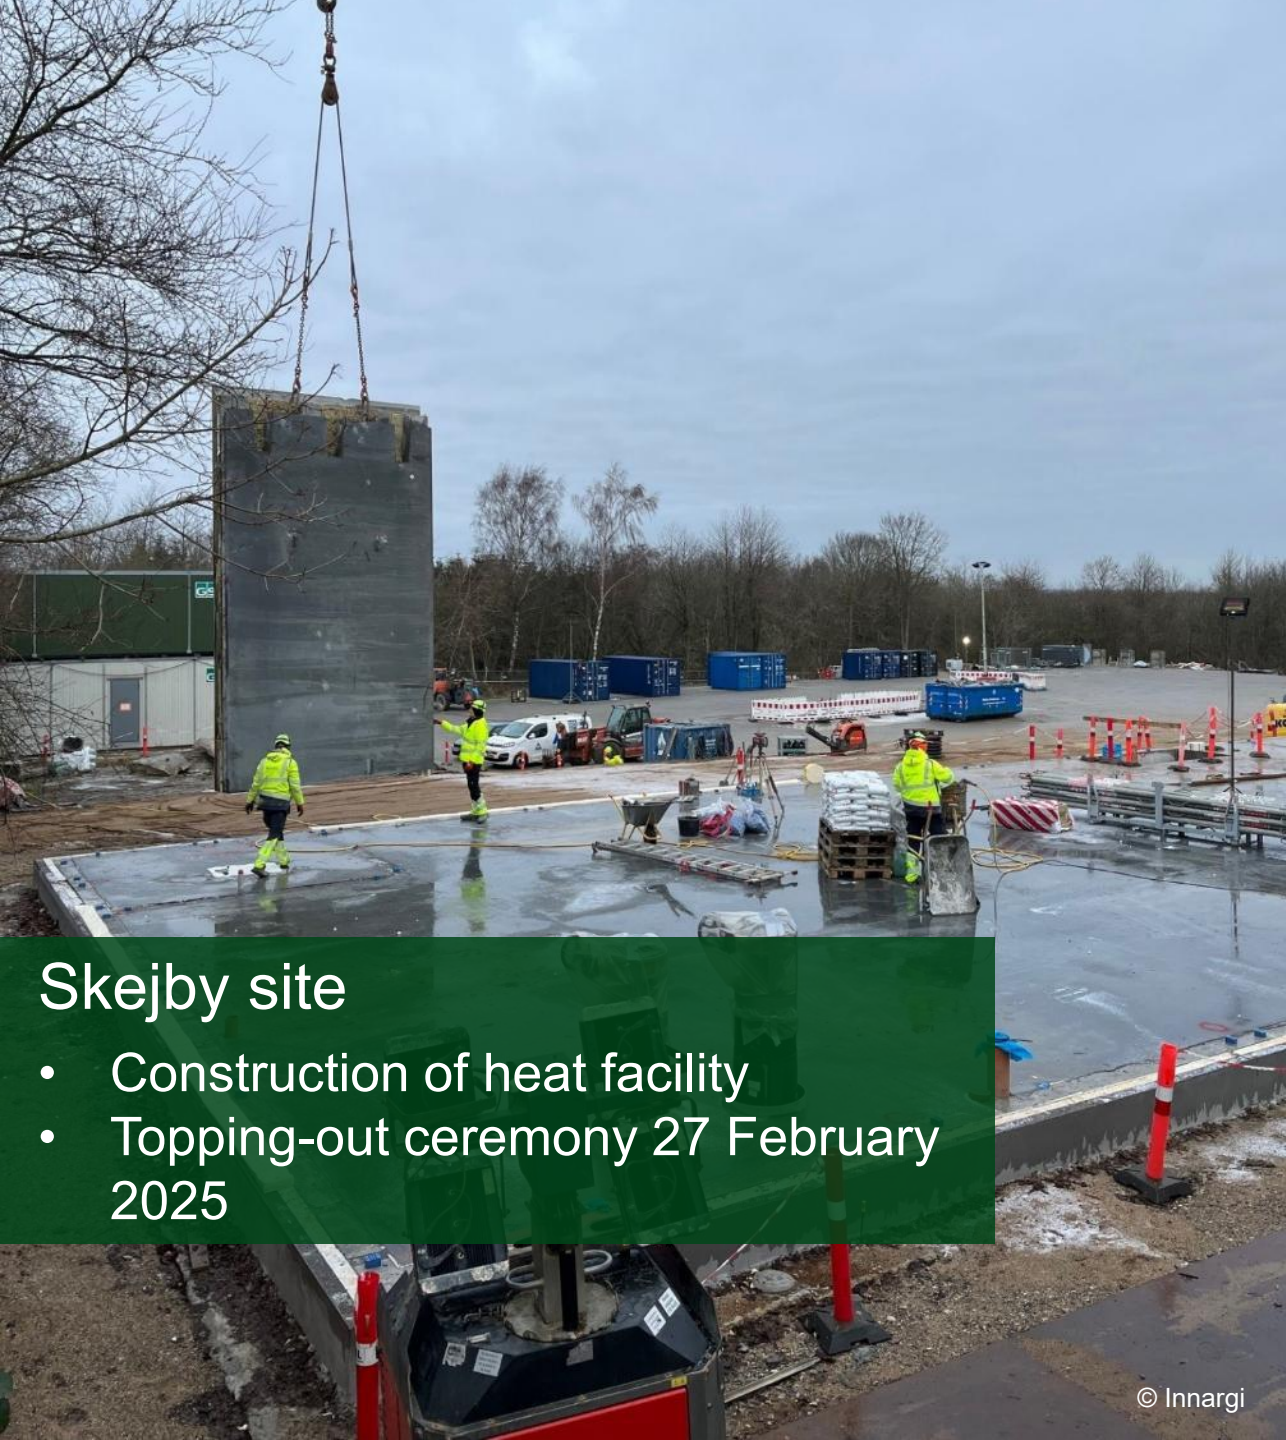 Skejby site
• Construction of heat facility
• Topping-out ceremony 27 February
2025
© Innargi